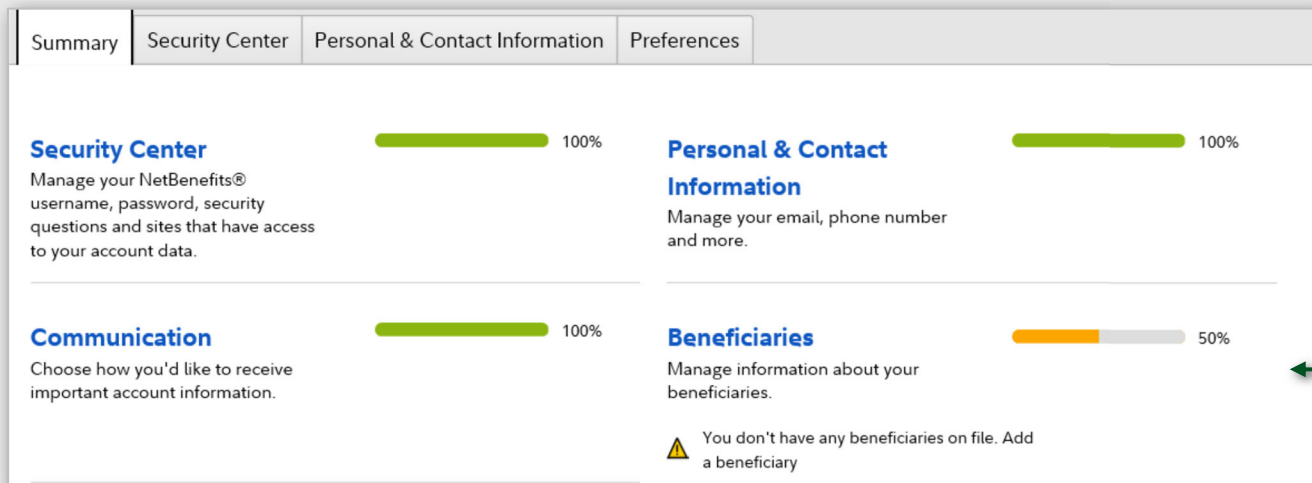 Summary
Security Center
Personal & Contact Information
Preferences
Security Center
100%
Manage your NetBenefits®
username, password, security
questions and sites that have access
to your account data.
Personal & Contact
Information
100%
Manage your email, phone number
and more.
Communication
100%
Choose how you'd like to receive
important account information.
Beneficiaries
50%
Manage information about your
beneficiaries.
You don't have any beneficiaries on file. Add
a beneficiary